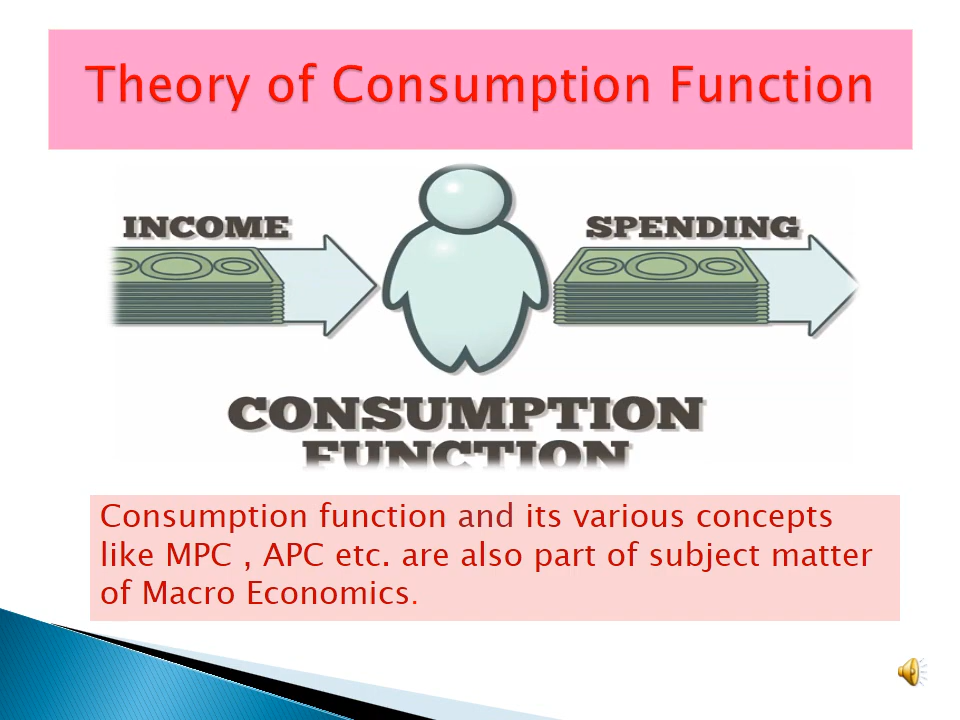 Theory of Consumption Function
INCOME
SPENDING
CONSUMPTION
FUNCTION
Consumption function and its various concepts
like MPC , APC etc. are also part of subject matter
of Macro Economics.